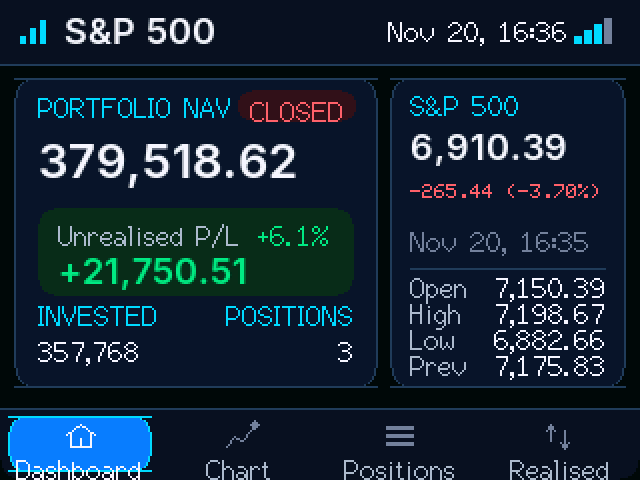 S&P 500
Nov 20, 16:36
PORTFOLIO NAV CLOSED
379,518.62
Unrealised P/L +6.1%
+21,750.51
INVESTED POSITIONS
357,768 3
S&P 500
6,910.39
-265.44 (-3.70%)
Nov 20, 16:35
Open 7,150.39
High 7,198.67
Low 6,882.66
Prev 7,175.83
Dashboard Chart Positions Realised